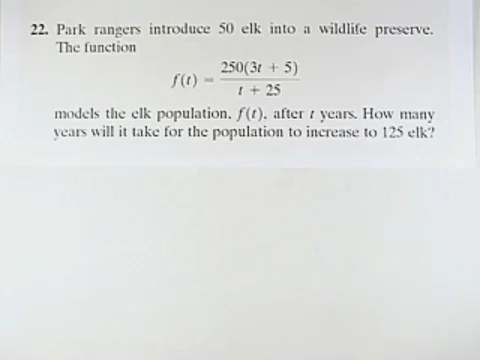 22. Park rangers introduce 50 elk into a wildlife preserve.
The function
f(t) = 250(3t + 5) / t + 25
models the elk population, f(t), after t years. How many
years will it take for the population to increase to 125 elk?